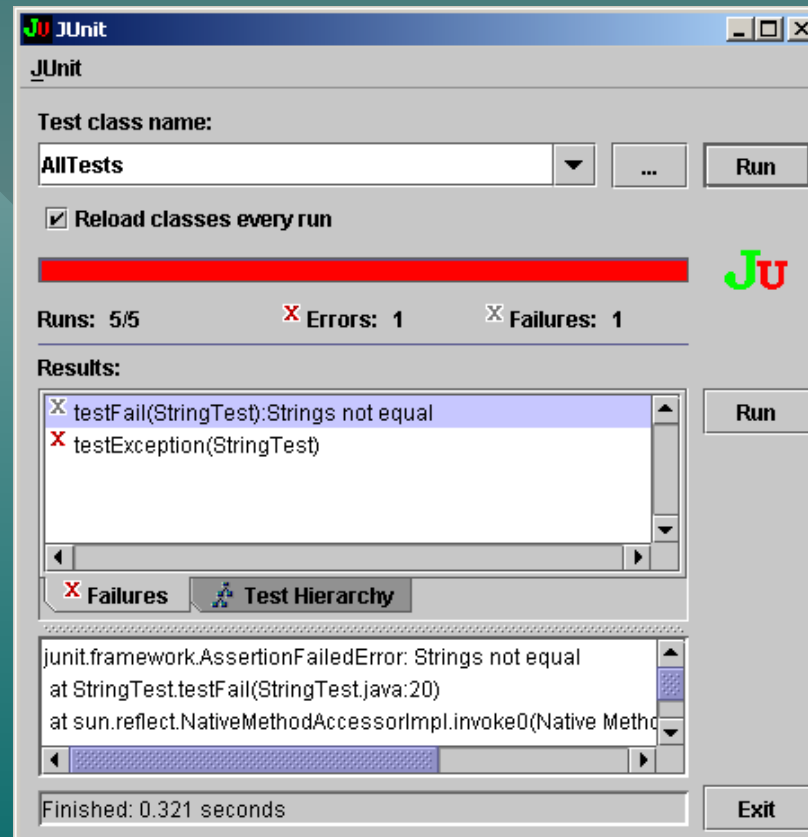 JU JUnit
JUnit
Test class name:
AllTests
...
Run
Reload classes every run
JU
Runs: 5/5 X Errors: 1 X Failures: 1
Results:
X testFail(StringTest):Strings not equal
Run
X testException(StringTest)
X Failures Test Hierarchy
junit.framework.AssertionFailedError: Strings not equal
at StringTest.testFail(StringTest.java:20)
at sun.reflect.NativeMethodAccessorImpl.invoke0(Native Metho
Finished: 0.321 seconds
Exit